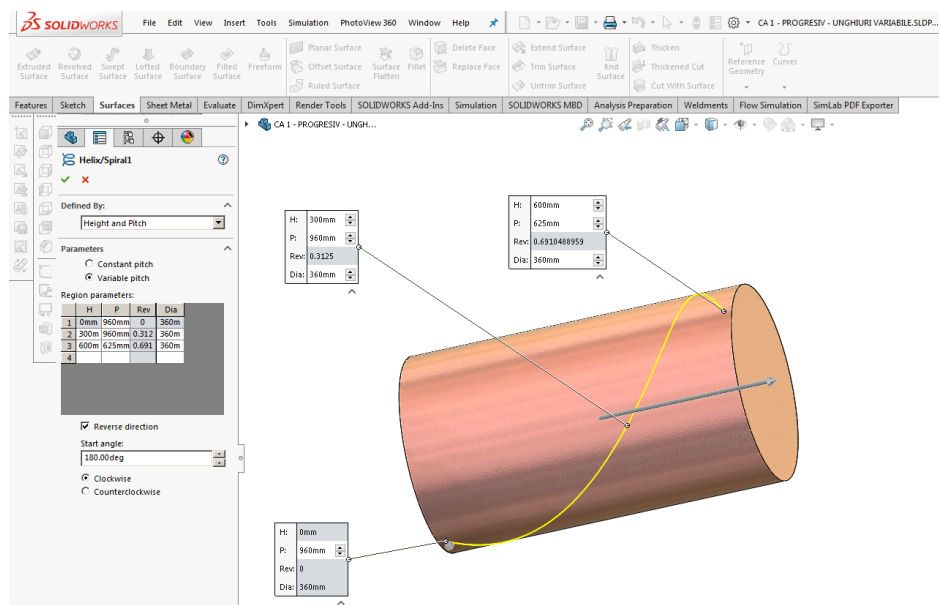 SOLIDWORKS File Edit View Insert Tools Simulation PhotoView 360 Window Help CA 1 - PROGRESIV - UNGHIURI VARIABILE.SLDP...
Extruded Surface
Revolved Surface
Swept Surface
Lofted Surface
Boundary Surface
Filled Surface
Freeform
Planar Surface
Offset Surface
Ruled Surface
Surface Flatten
Fillet
Delete Face
Replace Face
Extend Surface
Trim Surface
Untrim Surface
Knit Surface
Thicken
Thickened Cut
Cut With Surface
Reference Geometry
Curves
Features Sketch Surfaces Sheet Metal Evaluate DimXpert Render Tools SOLIDWORKS Add-Ins Simulation SOLIDWORKS MBD Analysis Preparation Weldments Flow Simulation SimLab PDF Exporter
CA 1 - PROGRESIV - UNGH...
Helix/Spiral1
Defined By:
Height and Pitch
Parameters
Constant pitch
Variable pitch
Region parameters:
H P Rev Dia
1 0mm 960mm 0 360m
2 300m 960mm 0.312 360m
3 600m 625mm 0.691 360m
4
Reverse direction
Start angle:
180.00deg
Clockwise
Counterclockwise
H: 300mm
P: 960mm
Rev: 0.3125
Dia: 360mm
H: 600mm
P: 625mm
Rev: 0.6910488959
Dia: 360mm
H: 0mm
P: 960mm
Rev: 0
Dia: 360mm